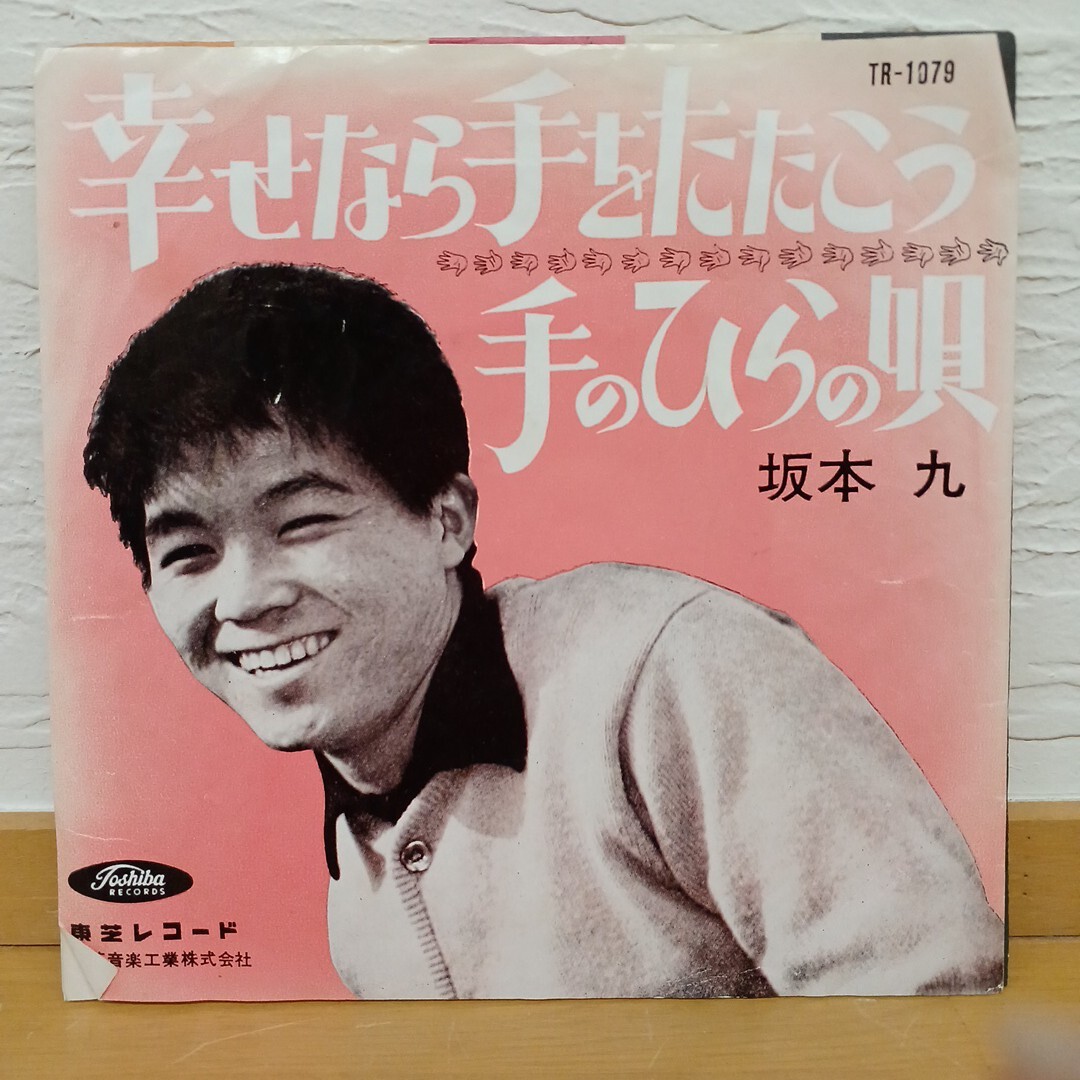 TR-1079
幸せなら手をたたこう
手のひらの唄
坂本 九
Toshiba
RECORDS
東芝レコード
音楽工業株式会社